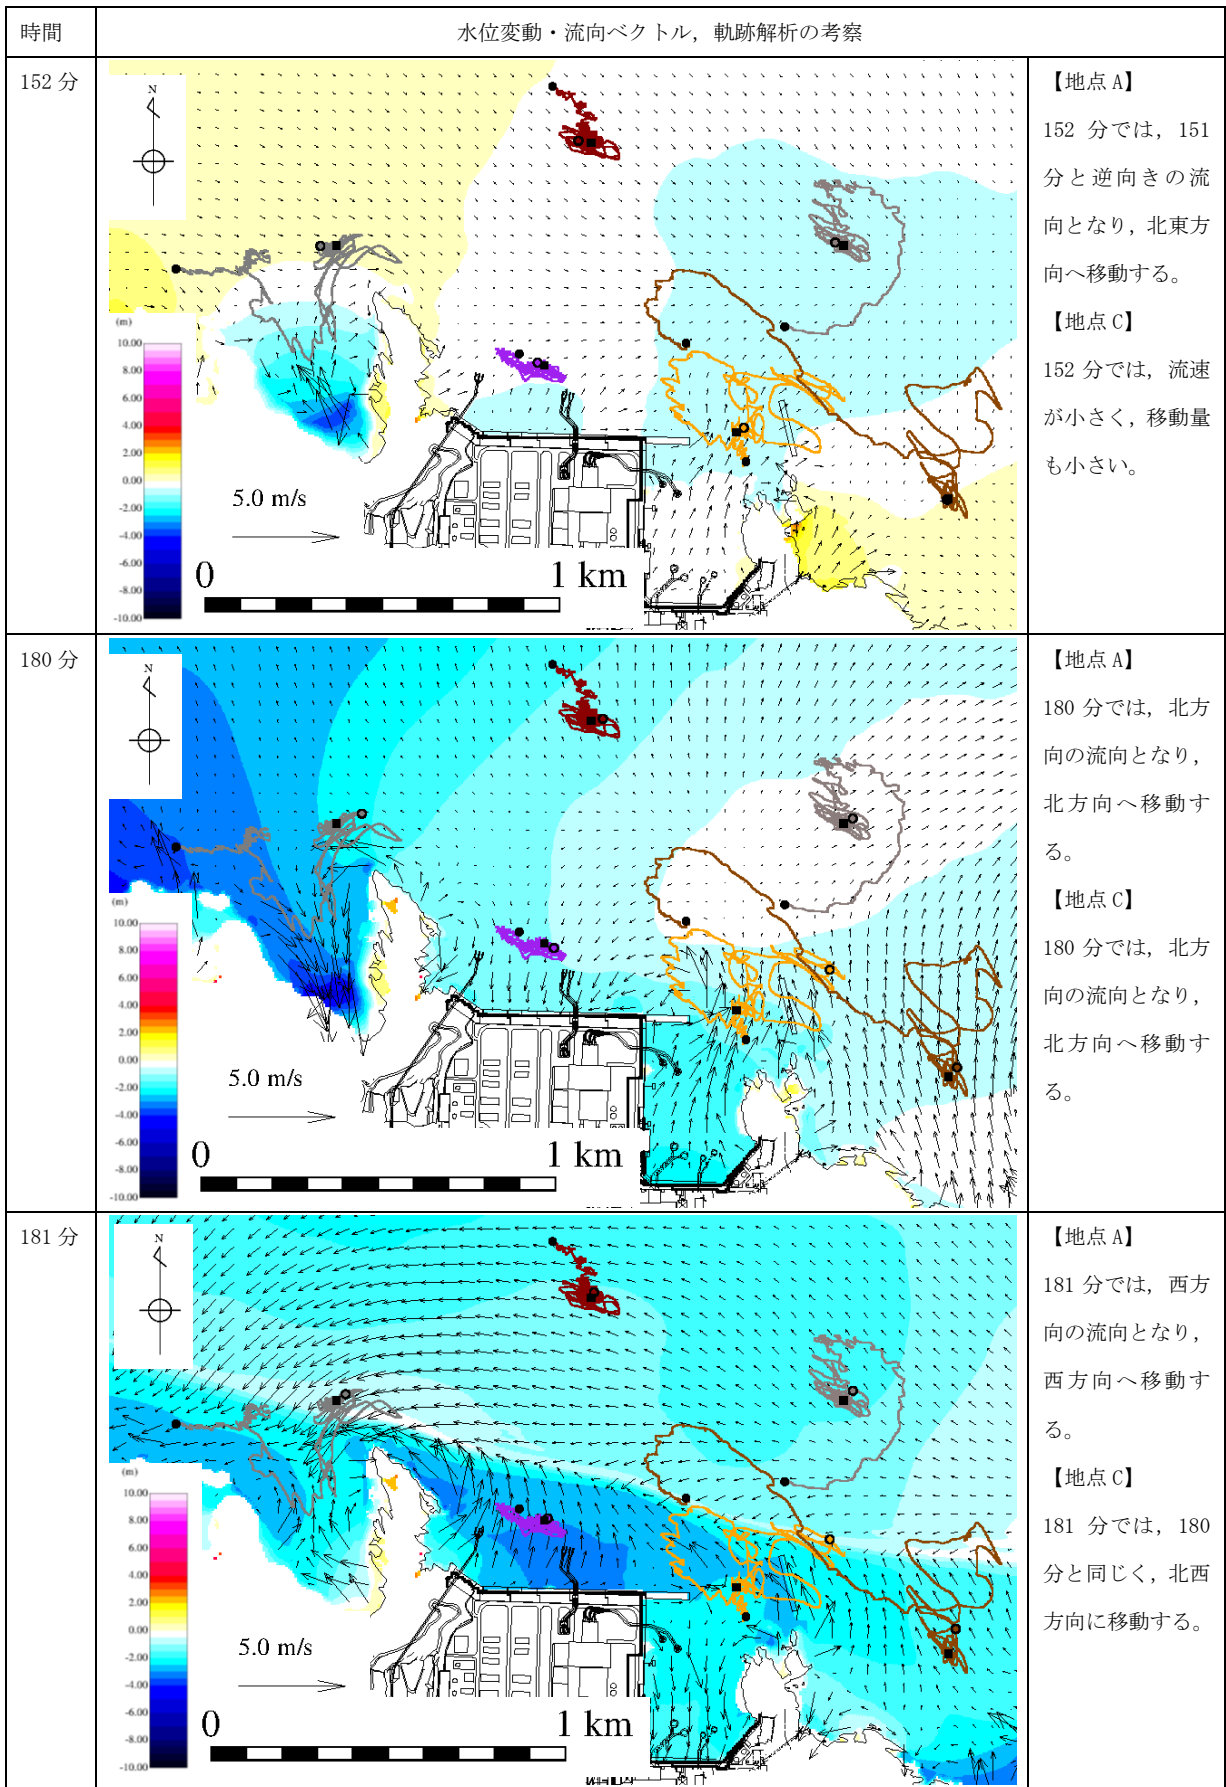 時間
水位変動・流向ベクトル，軌跡解析の考察
152 分
N
(m)
10.00
8.00
6.00
4.00
2.00
0.00
-2.00
-4.00
-6.00
-8.00
-10.00
5.0 m/s
0
1 km
【地点 A】
152 分では，151
分と逆向きの流
向となり，北東方
向へ移動する。
【地点 C】
152 分では，流速
が小さく，移動量
も小さい。
180 分
N
(m)
10.00
8.00
6.00
4.00
2.00
0.00
-2.00
-4.00
-6.00
-8.00
-10.00
5.0 m/s
0
1 km
【地点 A】
180 分では，北方
向の流向となり，
北方向へ移動す
る。
【地点 C】
180 分では，北方
向の流向となり，
北方向へ移動す
る。
181 分
N
(m)
10.00
8.00
6.00
4.00
2.00
0.00
-2.00
-4.00
-6.00
-8.00
-10.00
5.0 m/s
0
1 km
【地点 A】
181 分では，西方
向の流向となり，
西方向へ移動す
る。
【地点 C】
181 分では，180
分と同じく，北西
方向に移動する。